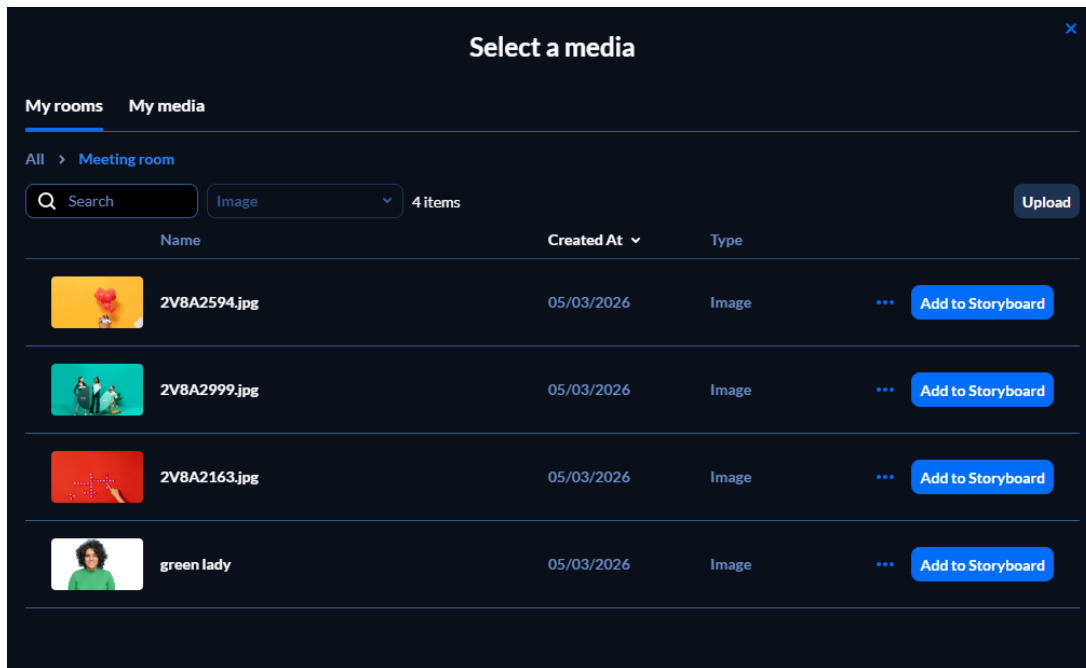 Select a media
My rooms My media
All > Meeting room
Search Image 4 items Upload
Name Created At Type
2V8A2594.jpg 05/03/2026 Image ••• Add to Storyboard
2V8A2999.jpg 05/03/2026 Image ••• Add to Storyboard
2V8A2163.jpg 05/03/2026 Image ••• Add to Storyboard
green lady 05/03/2026 Image ••• Add to Storyboard